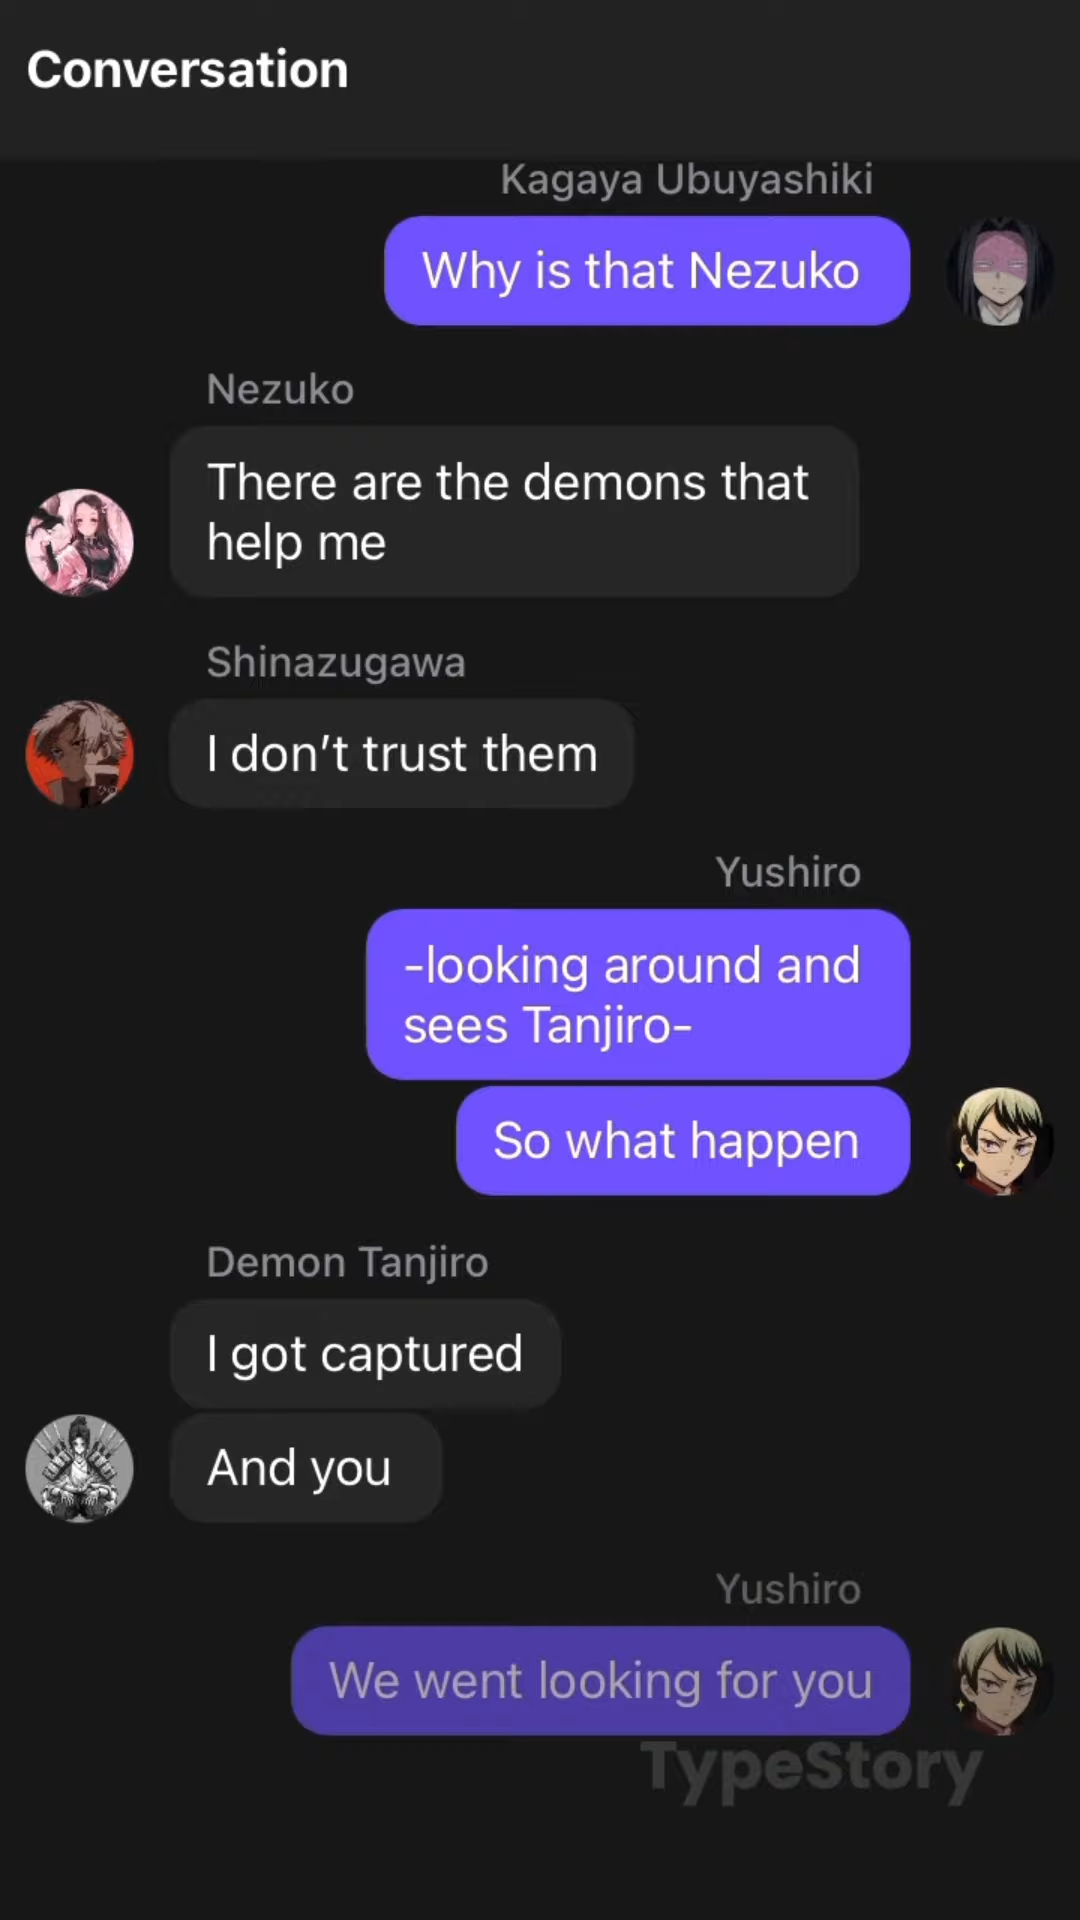 Conversation
Kagaya Ubuyashiki
Why is that Nezuko
Nezuko
There are the demons that
help me
Shinazugawa
I don't trust them
Yushiro
-looking around and
sees Tanjiro-
So what happen
Demon Tanjiro
I got captured
And you
Yushiro
We went looking for you
TypeStory